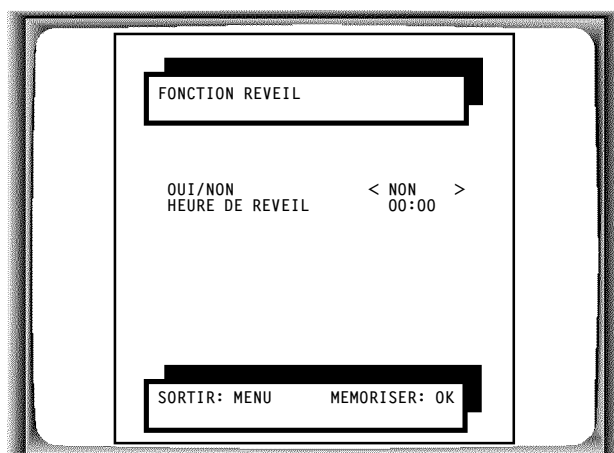 FONCTION REVEIL
OUI/NON < NON >
HEURE DE REVEIL 00:00
SORTIR: MENU MEMORISER: OK